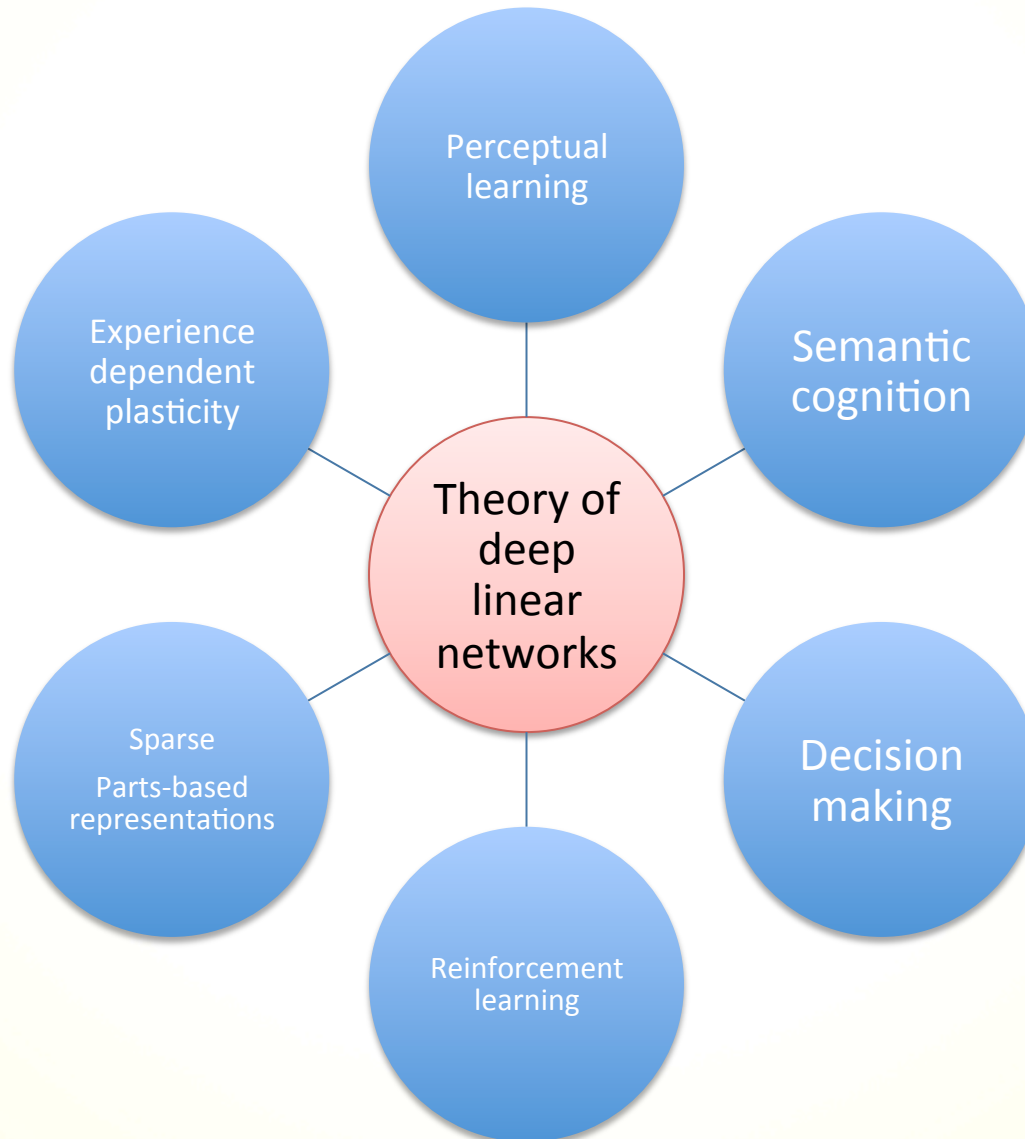 Perceptual
learning
Experience
dependent
plasticity
Semantic
cognition
Theory of
deep
linear
networks
Sparse
Parts-based
representations
Decision
making
Reinforcement
learning